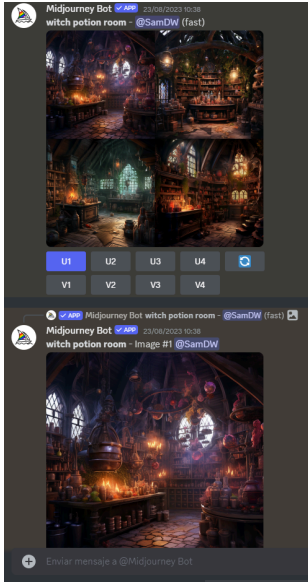 Midjourney Bot ✓ APP 23/08/2023 10:38
witch potion room - @SamDW (fast)
U1 U2 U3 U4
V1 V2 V3 V4
✓ APP Midjourney Bot witch potion room - @SamDW (fast)
Midjourney Bot ✓ APP 23/08/2023 10:38
witch potion room - Image #1 @SamDW
Enviar mensaje a @Midjourney Bot